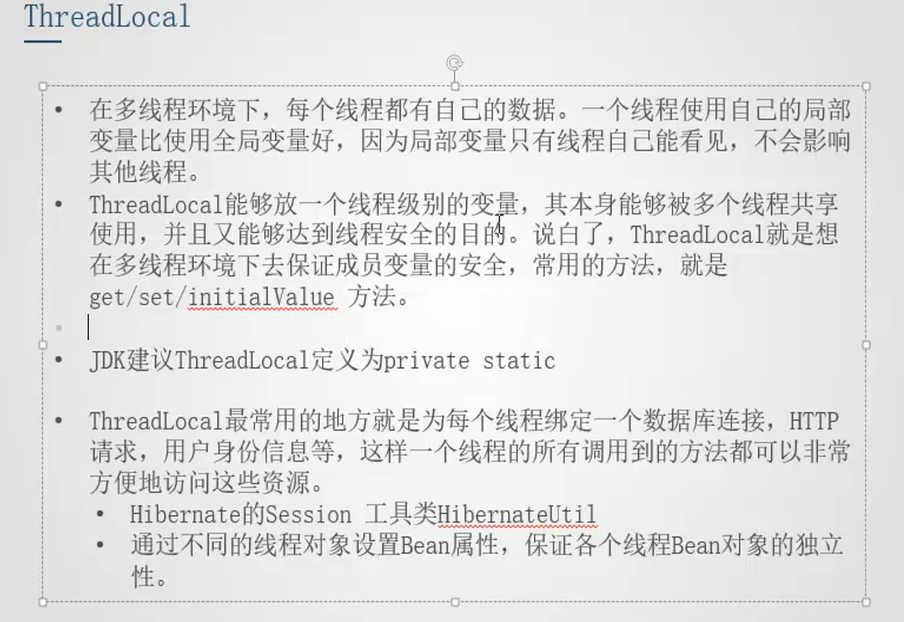 ThreadLocal
• 在多线程环境下，每个线程都有自己的数据。一个线程使用自己的局部
变量比使用全局变量好，因为局部变量只有线程自己能看见，不会影响
其他线程。
• ThreadLocal能够放一个线程级别的变量，其本身能够被多个线程共享
使用，并且又能够达到线程安全的目的。说白了，ThreadLocal就是想
在多线程环境下去保证成员变量的安全，常用的方法，就是
get/set/initialValue 方法。
• JDK建议ThreadLocal定义为private static
• ThreadLocal最常用的地方就是为每个线程绑定一个数据库连接，HTTP
请求，用户身份信息等，这样一个线程的所有调用到的方法都可以非常
方便地访问这些资源。
• Hibernate的Session 工具类HibernateUtil
• 通过不同的线程对象设置Bean属性，保证各个线程Bean对象的独立
性。